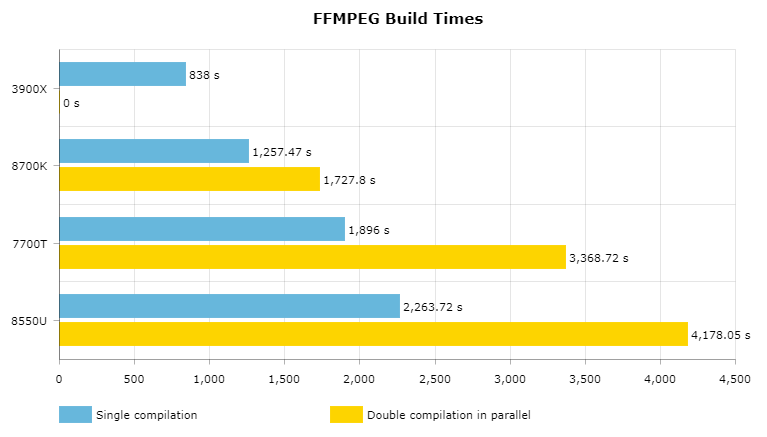 FFMPEG Build Times
3900X
838 s
0 s
8700K
1,257.47 s
1,727.8 s
7700T
1,896 s
3,368.72 s
8550U
2,263.72 s
4,178.05 s
0 500 1,000 1,500 2,000 2,500 3,000 3,500 4,000 4,500
Single compilation Double compilation in parallel